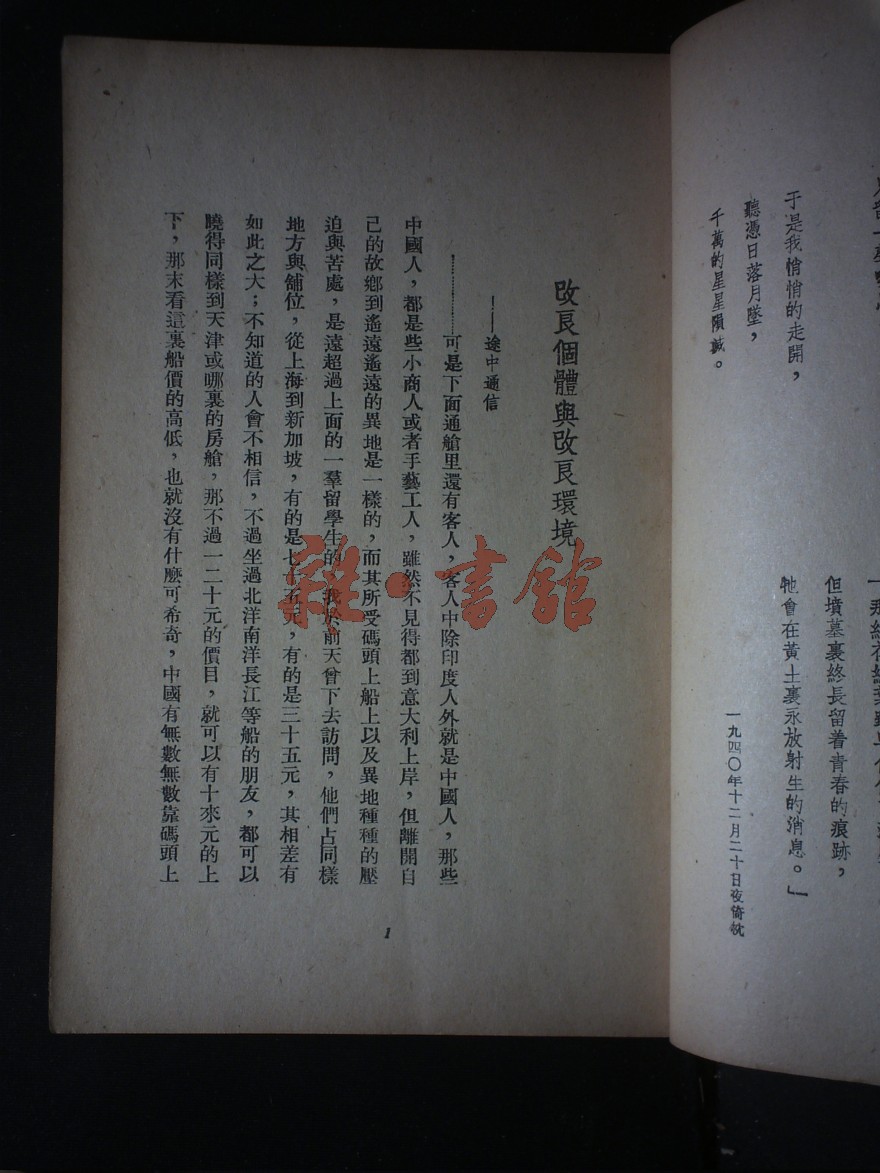 于是我悄悄的走開，
聽憑日落月墜，
千萬的星星隕滅。
但墳墓裏終長留着青春的痕跡，
牠會在黃土裏永放射生的消息。」
一九四〇年十二月二十日夜倚枕
改良個體與改良環境
！——途中通信
………………可是下面通艙里還有客人，客人中除印度人外就是中國人，那些
中國人，都是些小商人或者手藝工人，雖然不見得都到意大利上岸，但離開自
己的故鄉到遙遠遙遠的異地是一樣的，而其所受碼頭上船上以及異地種種的壓
迫與苦處，是遠超過上面的一羣留學生的。我於前天曾下去訪問，他們占同樣
地方與舖位，從上海到新加坡，有的是七十五元，有的是三十五元，其相差有
如此之大；不知道的人會不相信，不過坐過北洋南洋長江等船的朋友，都可以
曉得同樣到天津或哪裏的房艙，那不過一二十元的價目，就可以有十來元的上
下，那末看這裏船價的高低，也就沒有什麽可希奇，中國有無數無數靠碼頭上
1
雜·書館